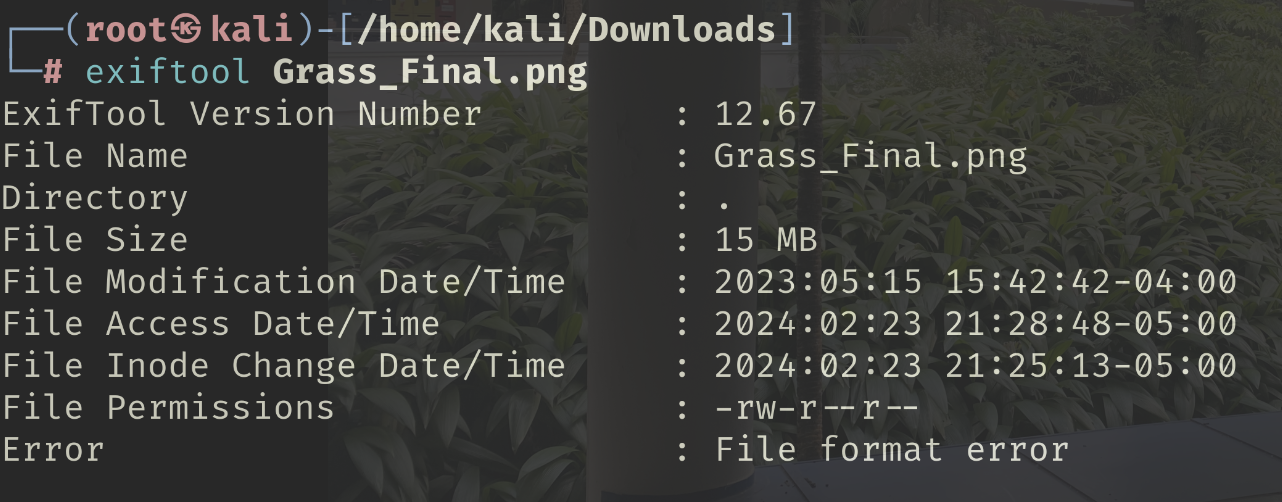 ┌──(root㉿kali)-[/home/kali/Downloads]
└─# exiftool Grass_Final.png
ExifTool Version Number         : 12.67
File Name                       : Grass_Final.png
Directory                       : .
File Size                       : 15 MB
File Modification Date/Time     : 2023:05:15 15:42:42-04:00
File Access Date/Time           : 2024:02:23 21:28:48-05:00
File Inode Change Date/Time     : 2024:02:23 21:25:13-05:00
File Permissions                : -rw-r--r--
Error                           : File format error